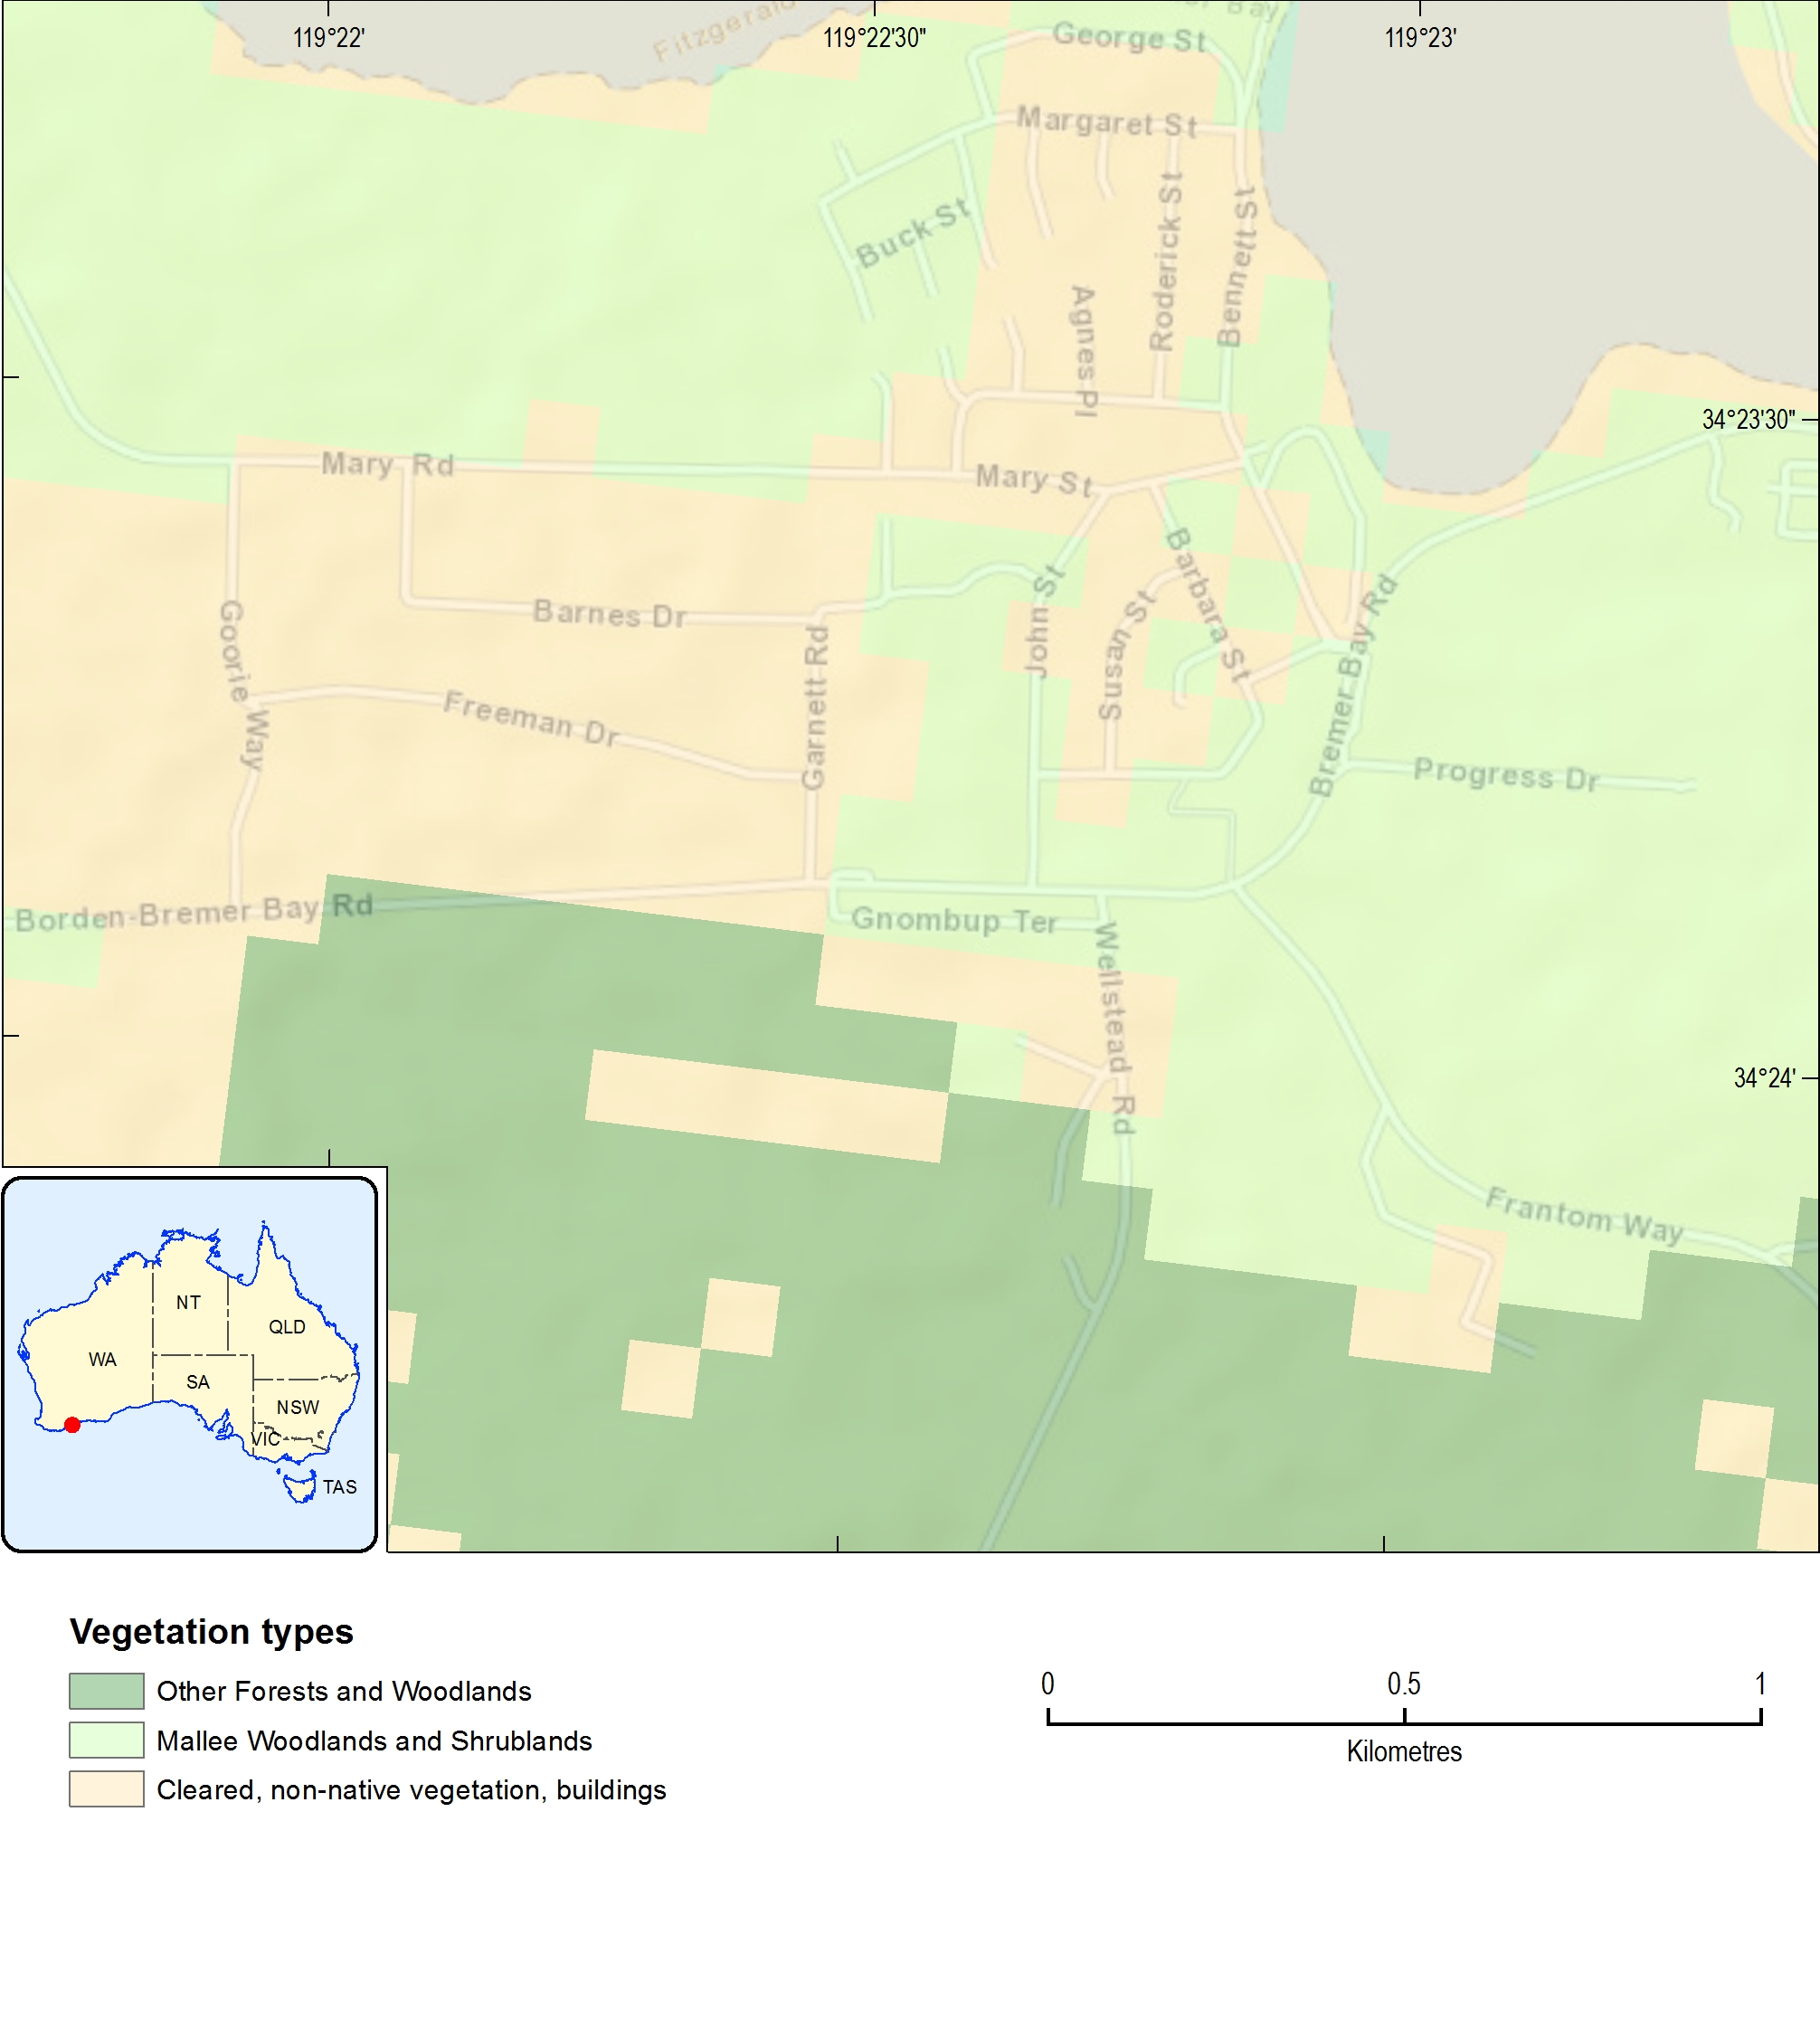 119°22'
119°22'30"
119°23'
Fitzgerald
Bay
George St
Margaret St
Buck St
Roderick St
Bennett St
Agnes Pl
34°23'30"
Mary Rd
Mary St
Barbara St
John St
Susan St
Barnes Dr
Goorie Way
Garnett Rd
Freeman Dr
Bremer Bay Rd
Progress Dr
Borden-Bremer Bay Rd
Gnombup Ter
Wellstead Rd
34°24'
Frantom Way
NT
QLD
WA
SA
NSW
VIC
TAS
Vegetation types
Other Forests and Woodlands
Mallee Woodlands and Shrublands
Cleared, non-native vegetation, buildings
0 0.5 1
Kilometres